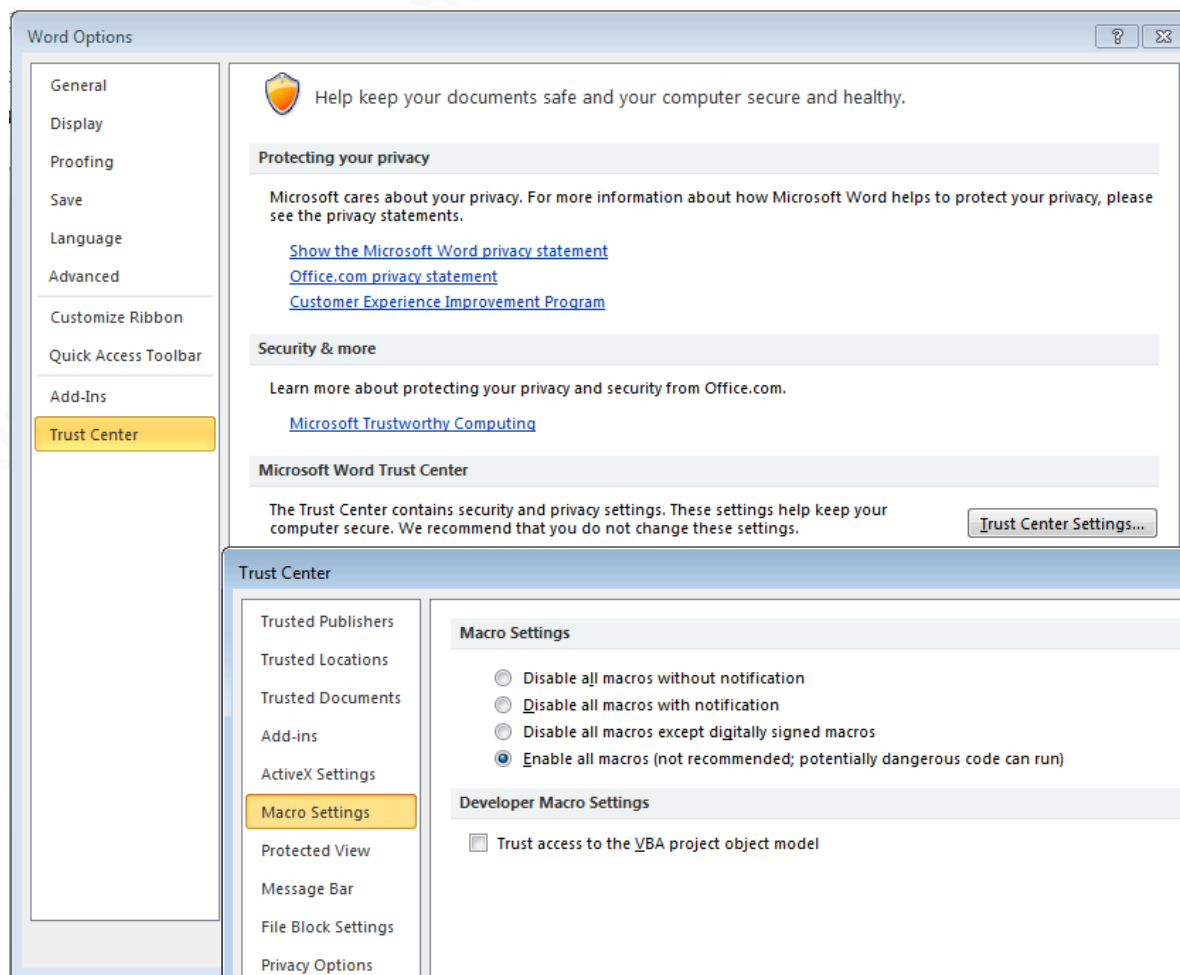 Word Options
General
Display
Proofing
Save
Language
Advanced
Customize Ribbon
Quick Access Toolbar
Add-Ins
Trust Center
Help keep your documents safe and your computer secure and healthy.
Protecting your privacy
Microsoft cares about your privacy. For more information about how Microsoft Word helps to protect your privacy, please
see the privacy statements.
Show the Microsoft Word privacy statement
Office.com privacy statement
Customer Experience Improvement Program
Security & more
Learn more about protecting your privacy and security from Office.com.
Microsoft Trustworthy Computing
Microsoft Word Trust Center
The Trust Center contains security and privacy settings. These settings help keep your
computer secure. We recommend that you do not change these settings.
Trust Center Settings...
Trust Center
Trusted Publishers
Trusted Locations
Trusted Documents
Add-ins
ActiveX Settings
Macro Settings
Protected View
Message Bar
File Block Settings
Privacy Options
Macro Settings
Disable all macros without notification
Disable all macros with notification
Disable all macros except digitally signed macros
Enable all macros (not recommended; potentially dangerous code can run)
Developer Macro Settings
Trust access to the VBA project object model